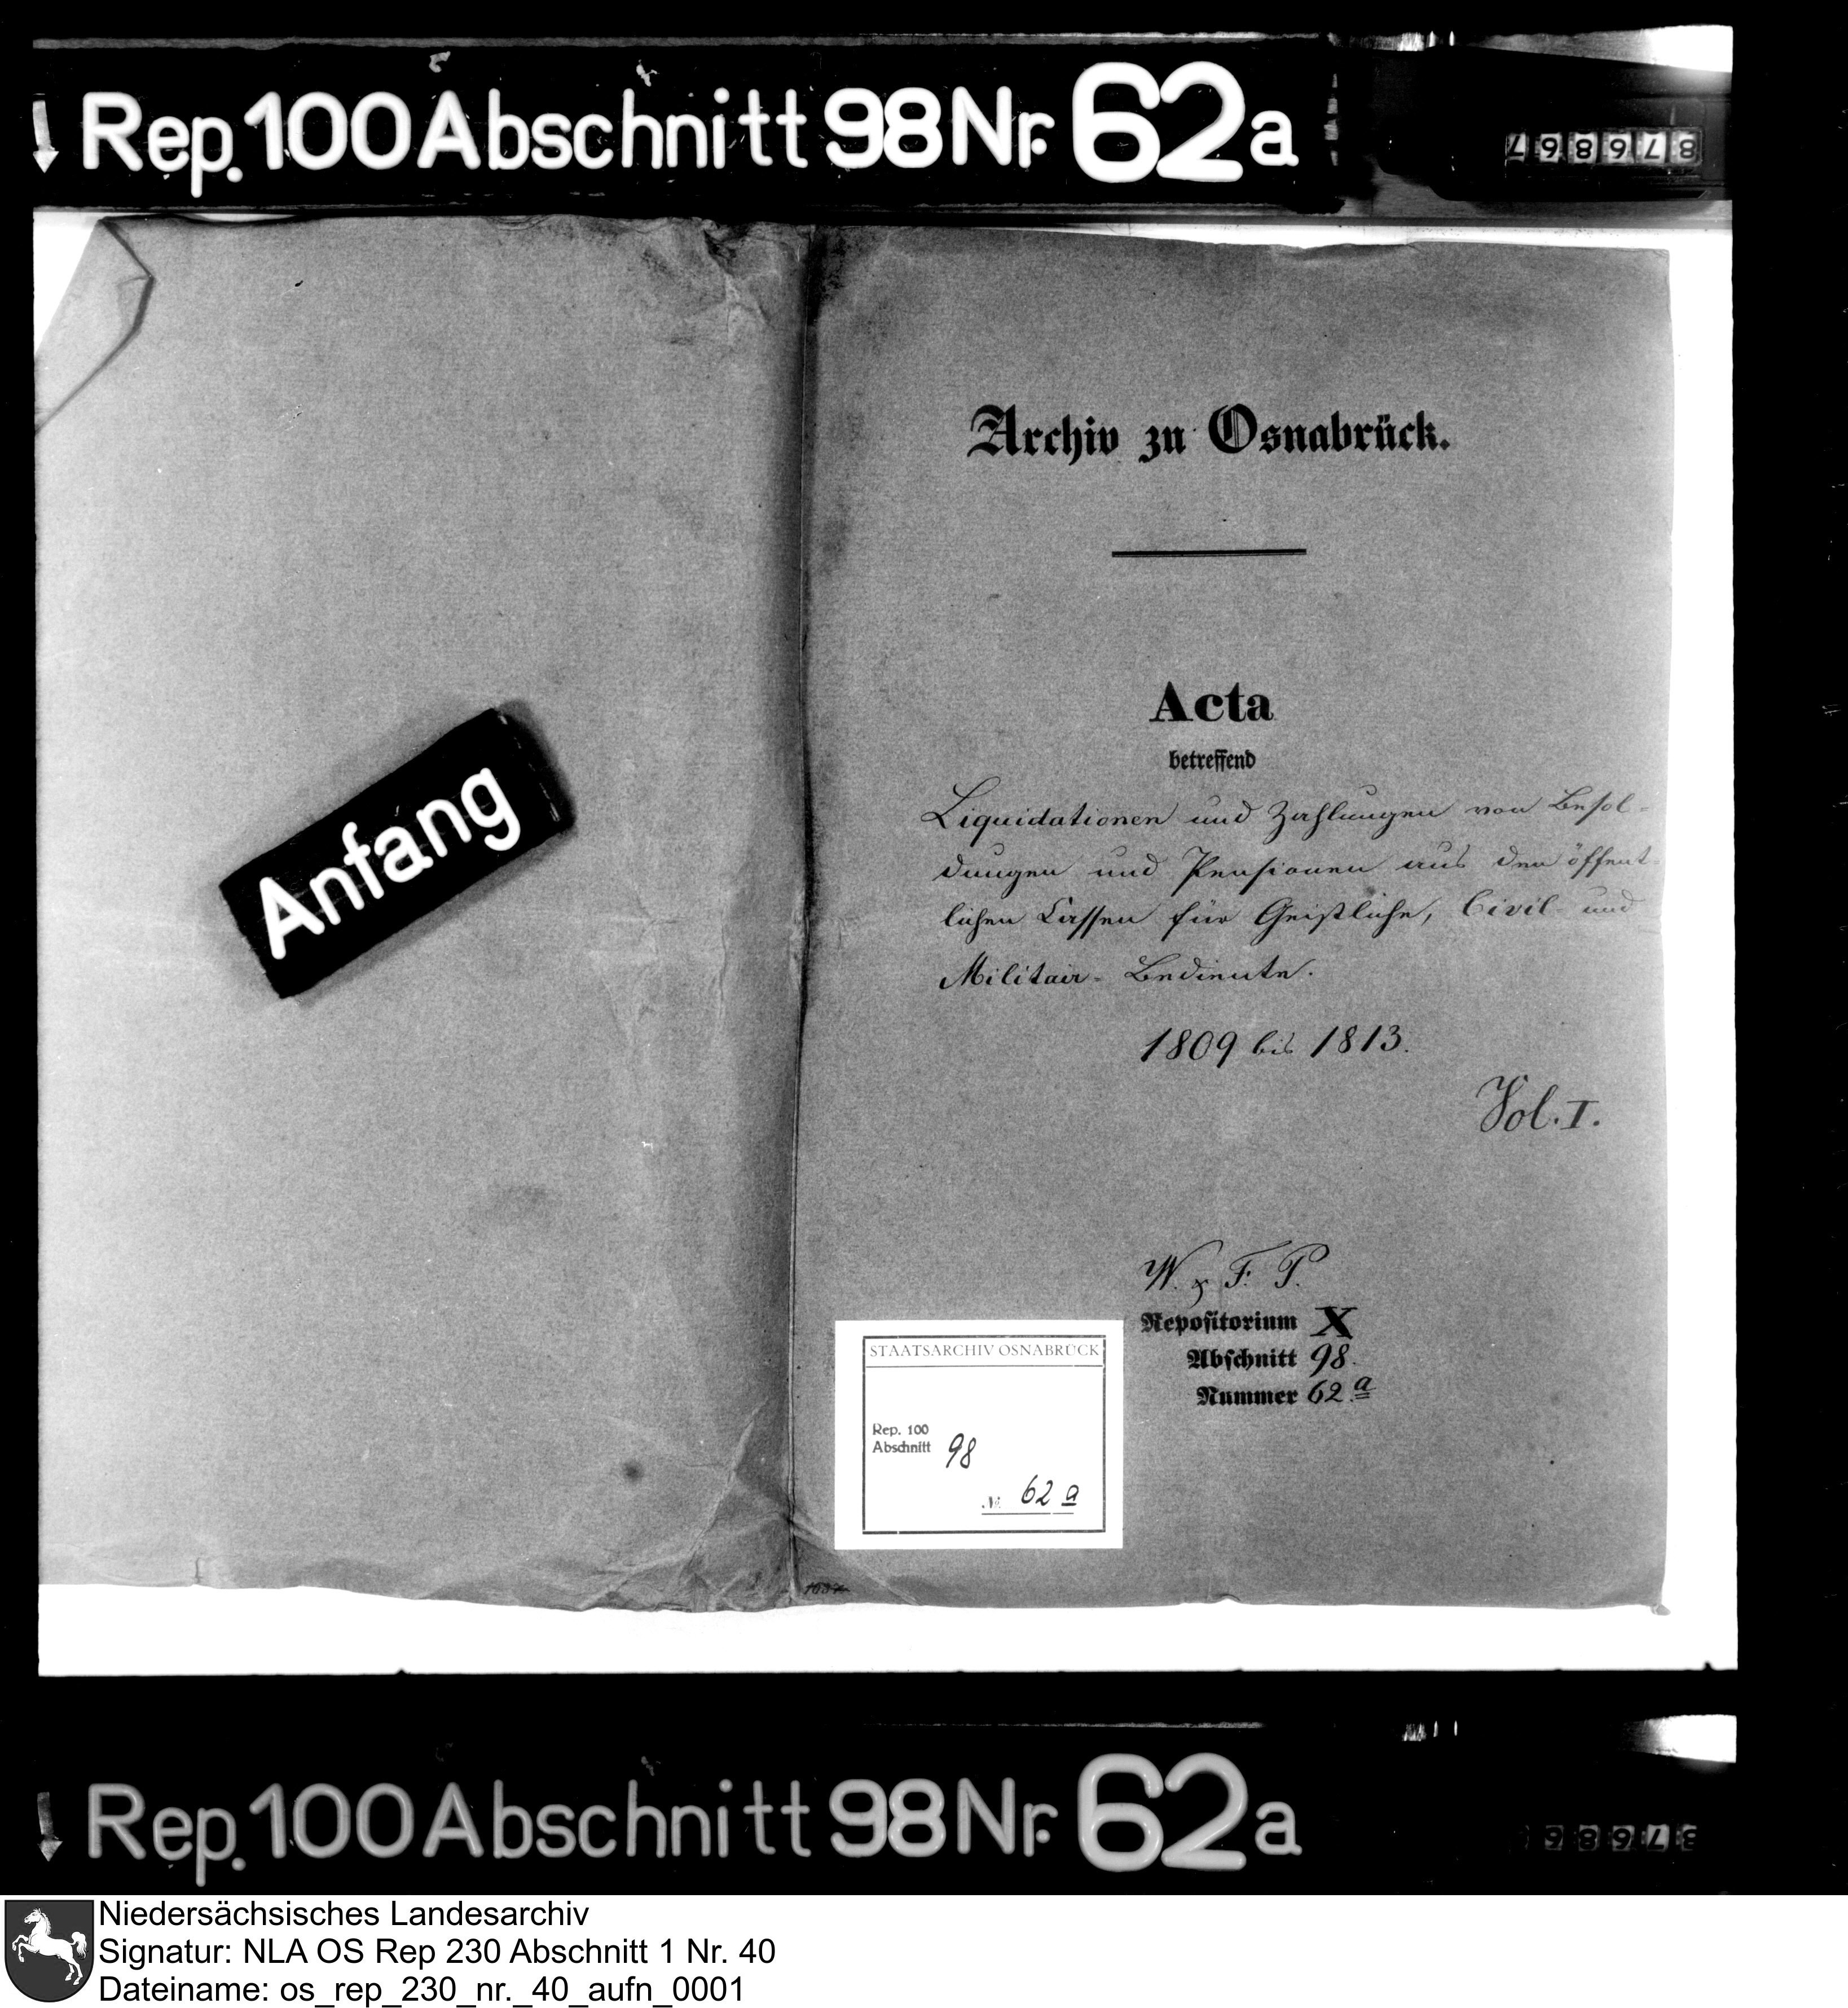 Rep. 100 Abschnitt 98 Nr. 62a
876867
Anfang
Archiv zu Osnabrück.
Acta
betreffend
Liquidationen und Zahlungen von Besol-
dungen und Pensionen aus den öffent-
lichen Cassen für Geistliche, Civil- und
Militair-Bediente.
1809 bis 1813.
Vol. I.
W. F. P.
Repositorium X
Abschnitt 98.
Nummer 62.a
STAATSARCHIV OSNABRÜCK
Rep. 100
Abschnitt 98
№ 62 a
Rep. 100 Abschnitt 98 Nr. 62a
Niedersächsisches Landesarchiv
Signatur: NLA OS Rep 230 Abschnitt 1 Nr. 40
Dateiname: os_rep_230_nr._40_aufn_0001